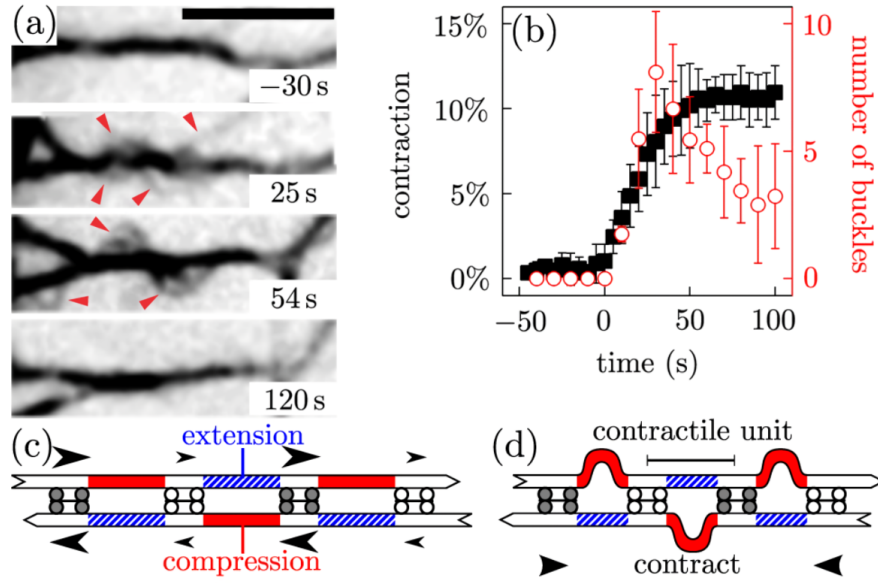 (a)
−30 s
25 s
54 s
120 s
(b)
15%
10%
5%
0%
contraction
10
5
0
number of buckles
−50
0
50
100
time (s)
(c)
extension
compression
(d)
contractile unit
contract